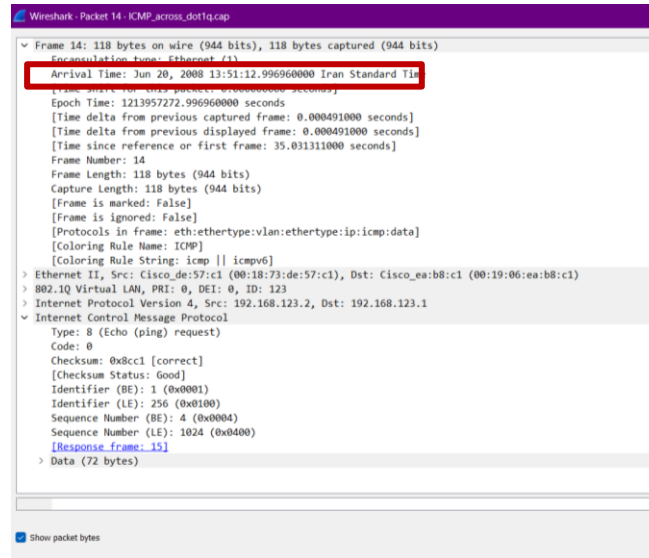 Wireshark · Packet 14 · ICMP_across_dot1q.cap
Frame 14: 118 bytes on wire (944 bits), 118 bytes captured (944 bits)
Encapsulation type: Ethernet (1)
Arrival Time: Jun 20, 2008 13:51:12.996960000 Iran Standard Time
[Time shift for this packet: 0.000000000 seconds]
Epoch Time: 1213957272.996960000 seconds
[Time delta from previous captured frame: 0.000491000 seconds]
[Time delta from previous displayed frame: 0.000491000 seconds]
[Time since reference or first frame: 35.031311000 seconds]
Frame Number: 14
Frame Length: 118 bytes (944 bits)
Capture Length: 118 bytes (944 bits)
[Frame is marked: False]
[Frame is ignored: False]
[Protocols in frame: eth:ethertype:vlan:ethertype:ip:icmp:data]
[Coloring Rule Name: ICMP]
[Coloring Rule String: icmp || icmpv6]
Ethernet II, Src: Cisco_de:57:c1 (00:18:73:de:57:c1), Dst: Cisco_ea:b8:c1 (00:19:06:ea:b8:c1)
802.1Q Virtual LAN, PRI: 0, DEI: 0, ID: 123
Internet Protocol Version 4, Src: 192.168.123.2, Dst: 192.168.123.1
Internet Control Message Protocol
Type: 8 (Echo (ping) request)
Code: 0
Checksum: 0x8cc1 [correct]
[Checksum Status: Good]
Identifier (BE): 1 (0x0001)
Identifier (LE): 256 (0x0100)
Sequence Number (BE): 4 (0x0004)
Sequence Number (LE): 1024 (0x0400)
[Response frame: 15]
Data (72 bytes)
Show packet bytes